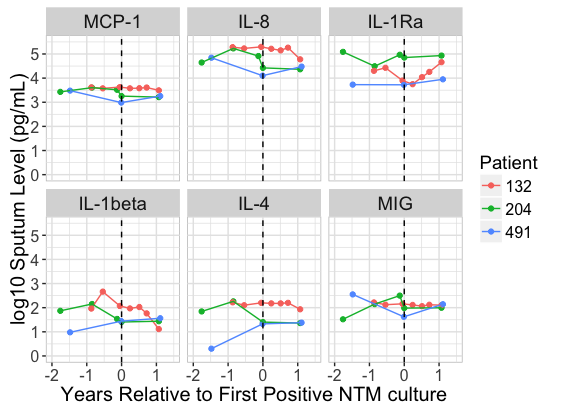 MCP-1 IL-8 IL-1Ra
5
4
3
2
1
0
IL-1beta IL-4 MIG
5
4
3
2
1
0
-2 -1 0 1 -2 -1 0 1 -2 -1 0 1
Years Relative to First Positive NTM culture
log10 Sputum Level (pg/mL)
Patient
132
204
491